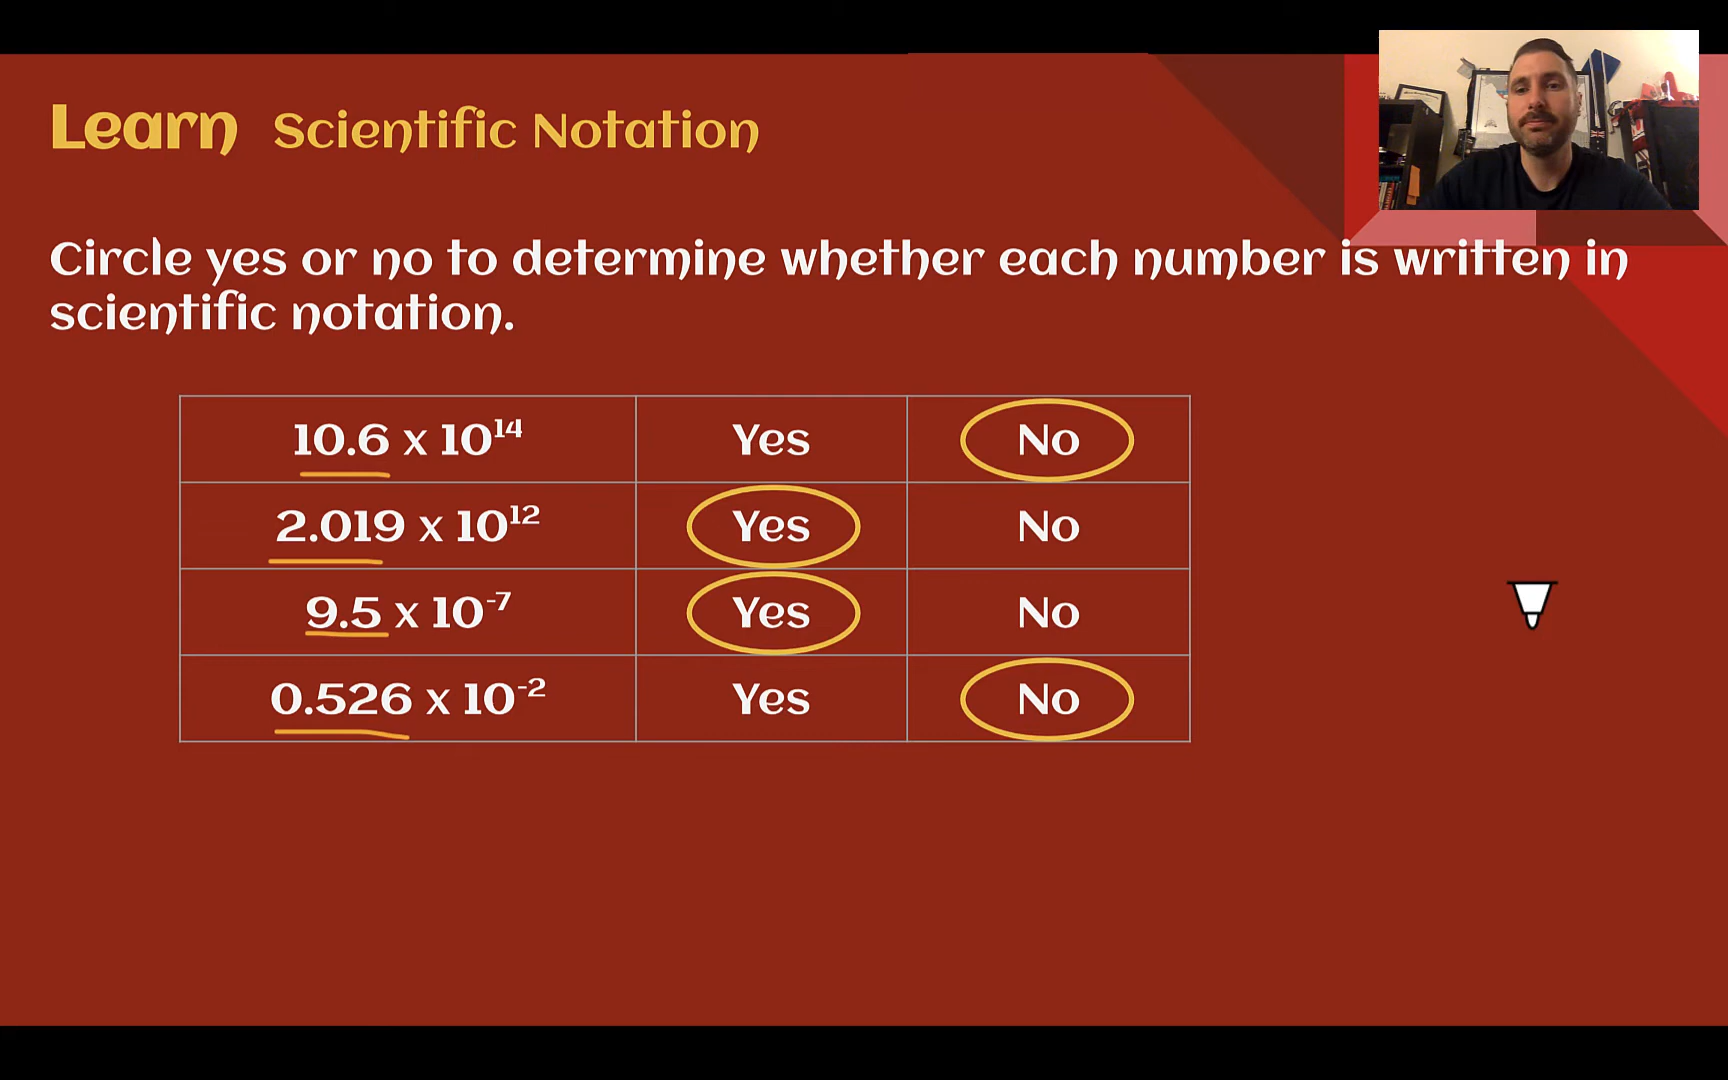 Learn Scientific Notation
Circle yes or no to determine whether each number is written in
scientific notation.
10.6 x 10¹⁴ Yes No
2.019 x 10¹² Yes No
9.5 x 10⁻⁷ Yes No
0.526 x 10⁻² Yes No